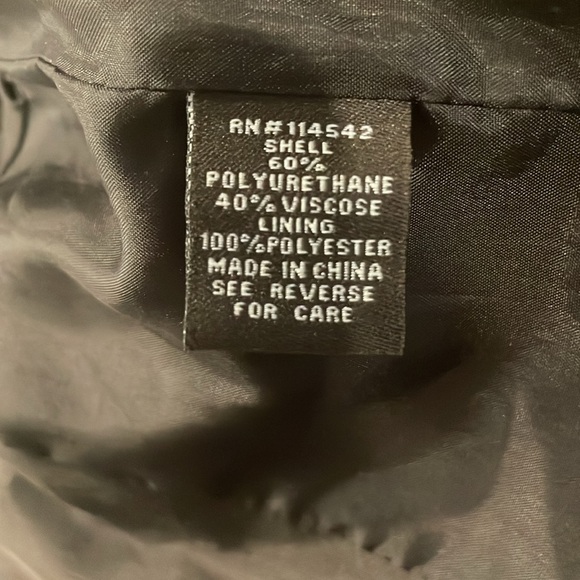 RN#114542
SHELL
60%
POLYURETHANE
40% VISCOSE
LINING
100% POLYESTER
MADE IN CHINA
SEE REVERSE
FOR CARE